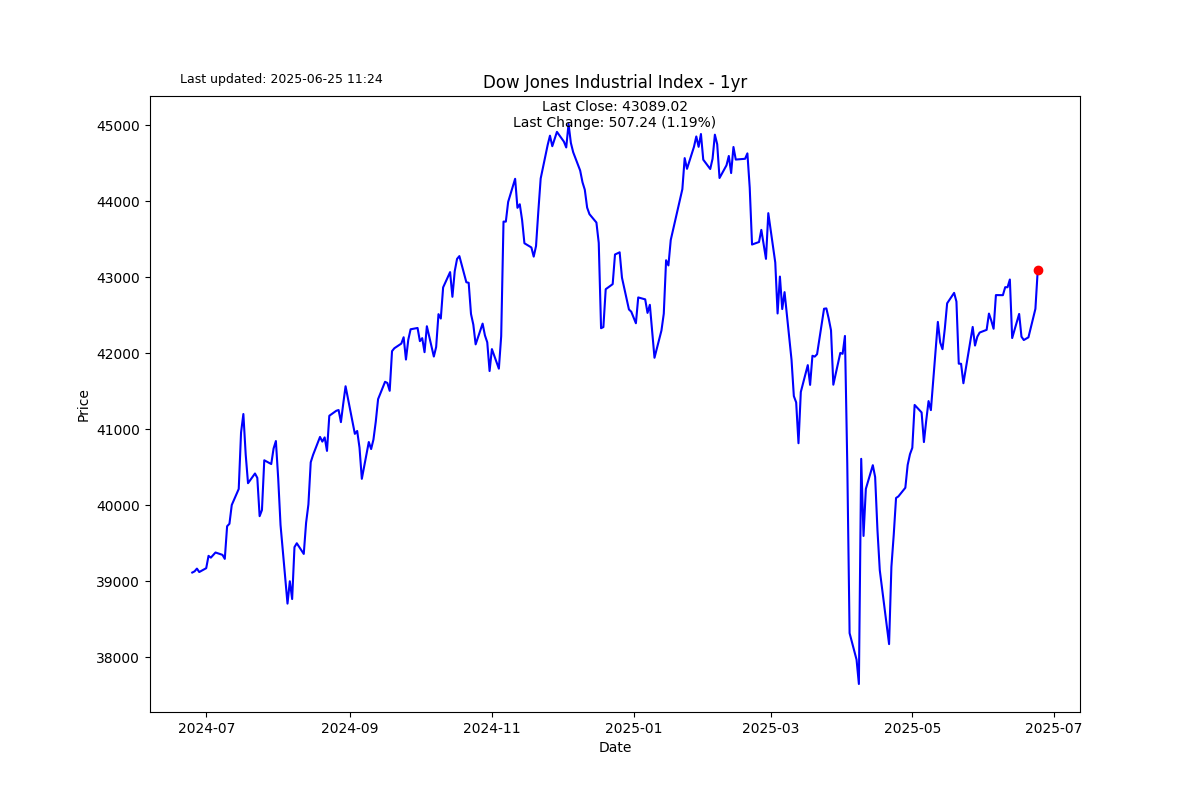 Last updated: 2025-06-25 11:24
Dow Jones Industrial Index - 1yr
Last Close: 43089.02
Last Change: 507.24 (1.19%)
45000
44000
43000
42000
41000
40000
39000
38000
Price
2024-07 2024-09 2024-11 2025-01 2025-03 2025-05 2025-07
Date